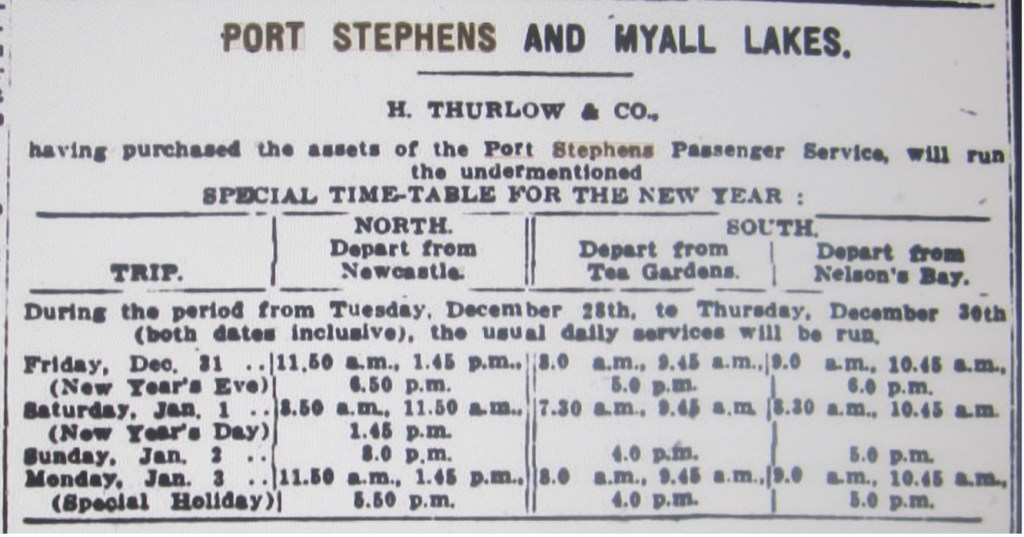 PORT STEPHENS AND MYALL LAKES.
H. THURLOW & CO.,
having purchased the assets of the Port Stephens Passenger Service, will run
the undermentioned
SPECIAL TIME-TABLE FOR THE NEW YEAR :
NORTH. SOUTH.
Depart from Depart from Depart from
TRIP. Newcastle. Tea Gardens. Nelson's Bay.
During the period from Tuesday, December 28th, to Thursday, December 30th
(both dates inclusive), the usual daily services will be run.
Friday, Dec. 31 .. 11.50 a.m., 1.45 p.m., 8.0 a.m., 9.45 a.m., 9.0 a.m., 10.45 a.m.,
(New Year's Eve) 6.50 p.m. 5.0 p.m. 6.0 p.m.
Saturday, Jan. 1 .. 8.50 a.m., 11.50 a.m., 7.30 a.m., 9.45 a.m. 8.30 a.m., 10.45 a.m.
(New Year's Day) 1.45 p.m.
Sunday, Jan. 2 .. 8.0 p.m. 4.0 p.m. 5.0 p.m.
Monday, Jan. 3 .. 11.50 a.m., 1.45 p.m., 8.0 a.m., 9.45 a.m., 9.0 a.m., 10.45 a.m.,
(Special Holiday) 5.50 p.m. 4.0 p.m. 5.0 p.m.